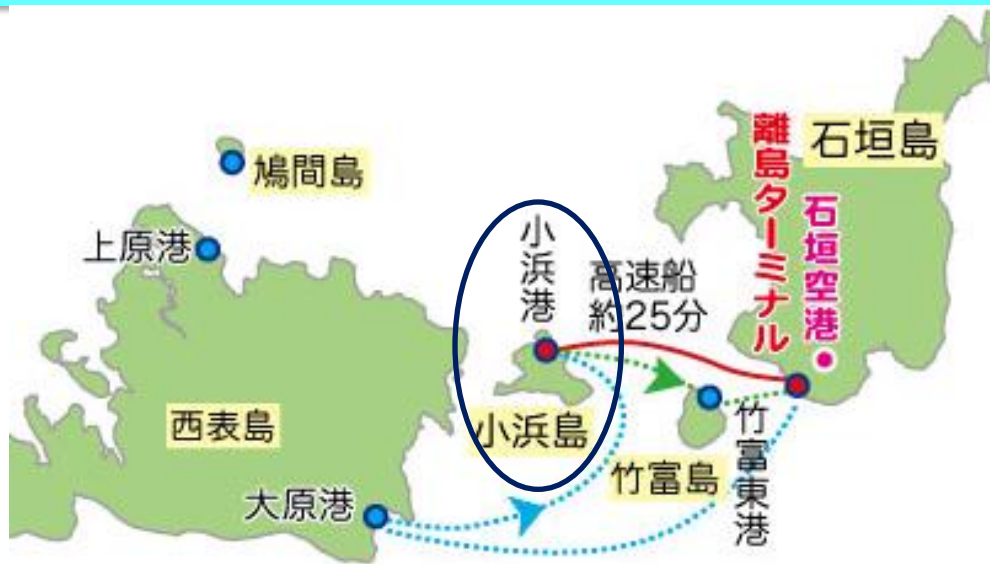 鳩間島
上原港
西表島
大原港
小浜港
小浜島
高速船
約25分
竹富島
竹富東港
離島ターミナル
石垣空港
石垣島